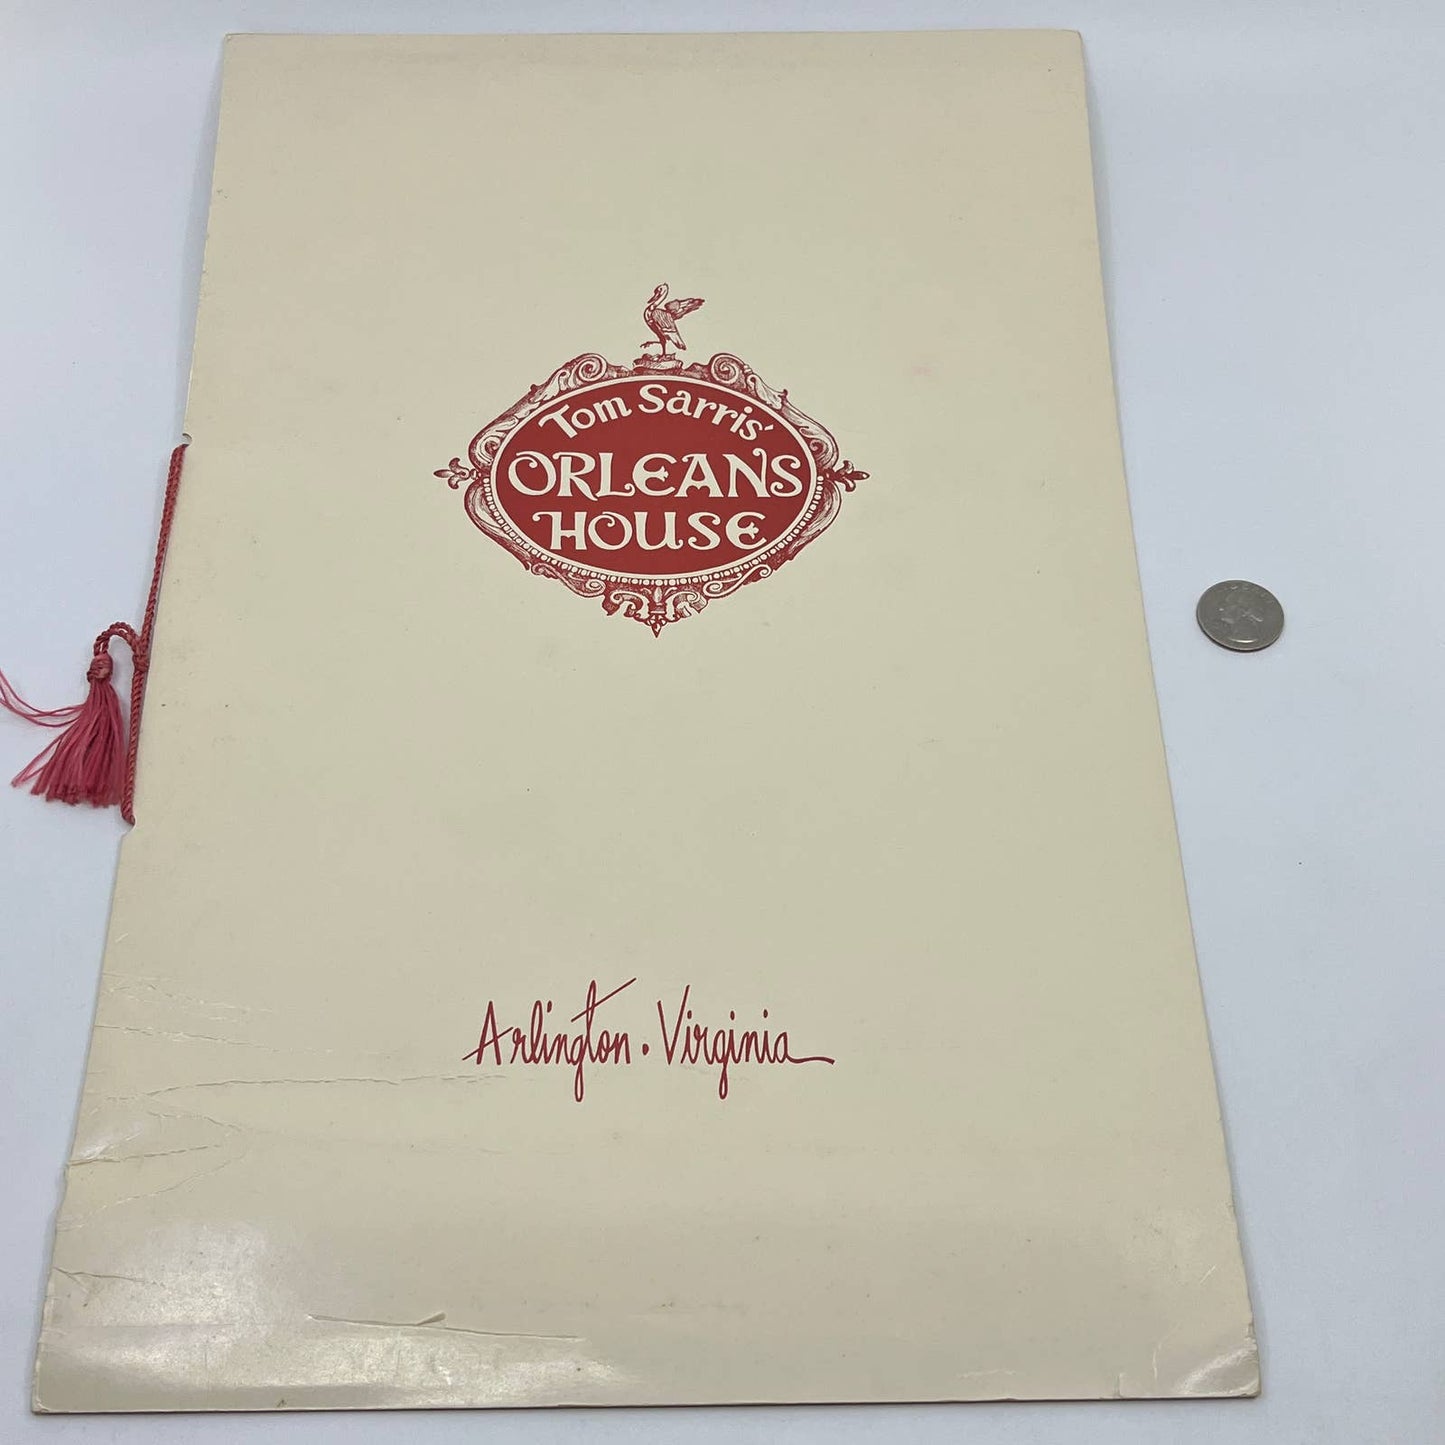 Tom Sarris'
ORLEANS
HOUSE
Arlington • Virginia